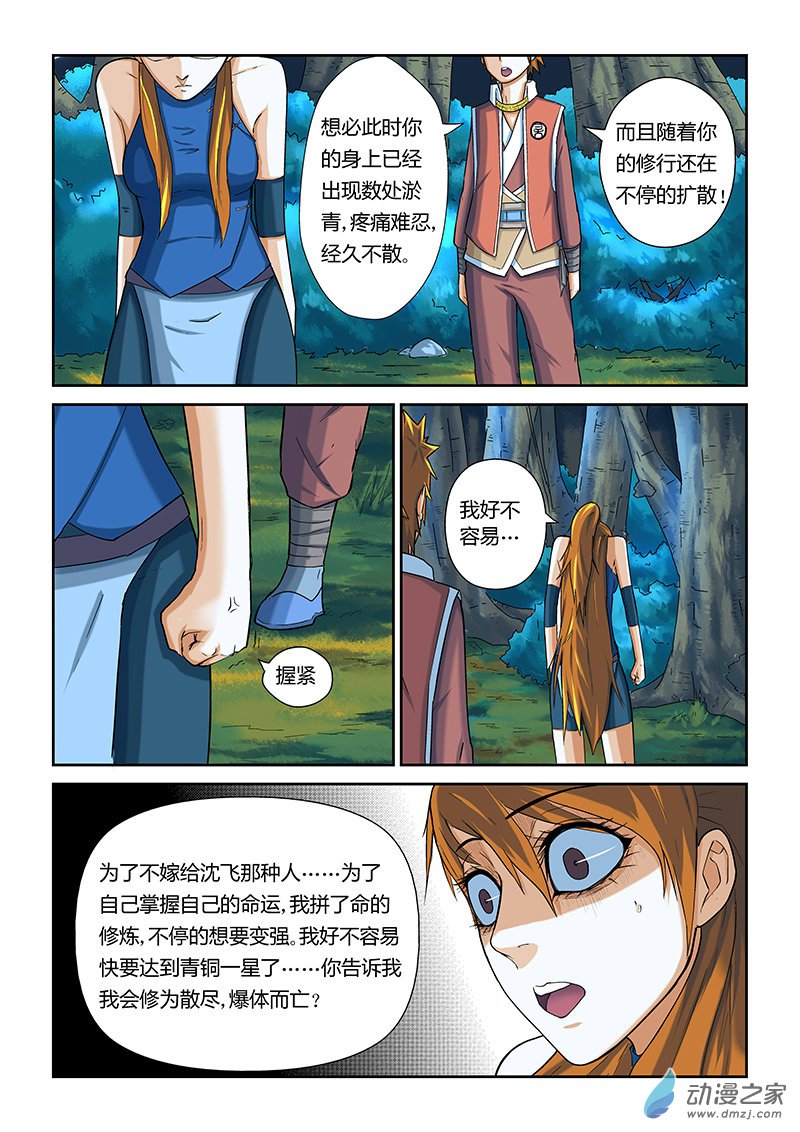 想必此时你
的身上已经
出现数处淤
青，疼痛难忍，
经久不散。
而且随着你
的修行还在
不停的扩散！
握紧
我好不
容易…
为了不嫁给沈飞那种人……为了
自己掌握自己的命运，我拼了命的
修炼，不停的想要变强。我好不容易
快要达到青铜一星了……你告诉我
我会修为散尽，爆体而亡？
动漫之家
www.dmzj.com